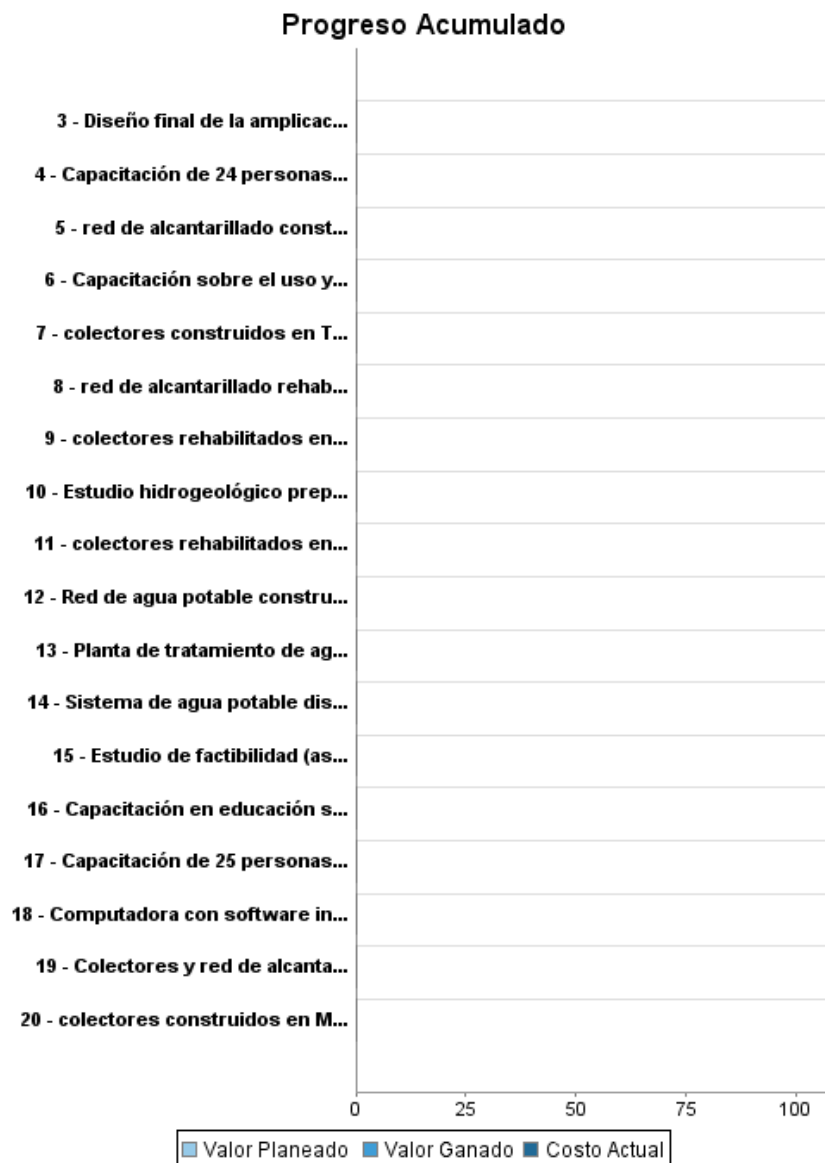 Progreso Acumulado
3 - Diseño final de la amplicac...
4 - Capacitación de 24 personas...
5 - red de alcantarillado const...
6 - Capacitación sobre el uso y...
7 - colectores construidos en T...
8 - red de alcantarillado rehab...
9 - colectores rehabilitados en...
10 - Estudio hidrogeológico prep...
11 - colectores rehabilitados en...
12 - Red de agua potable constru...
13 - Planta de tratamiento de ag...
14 - Sistema de agua potable dis...
15 - Estudio de factibilidad (as...
16 - Capacitación en educación s...
17 - Capacitación de 25 personas...
18 - Computadora con software in...
19 - Colectores y red de alcanta...
20 - colectores construidos en M...
0 25 50 75 100
Valor Planeado Valor Ganado Costo Actual